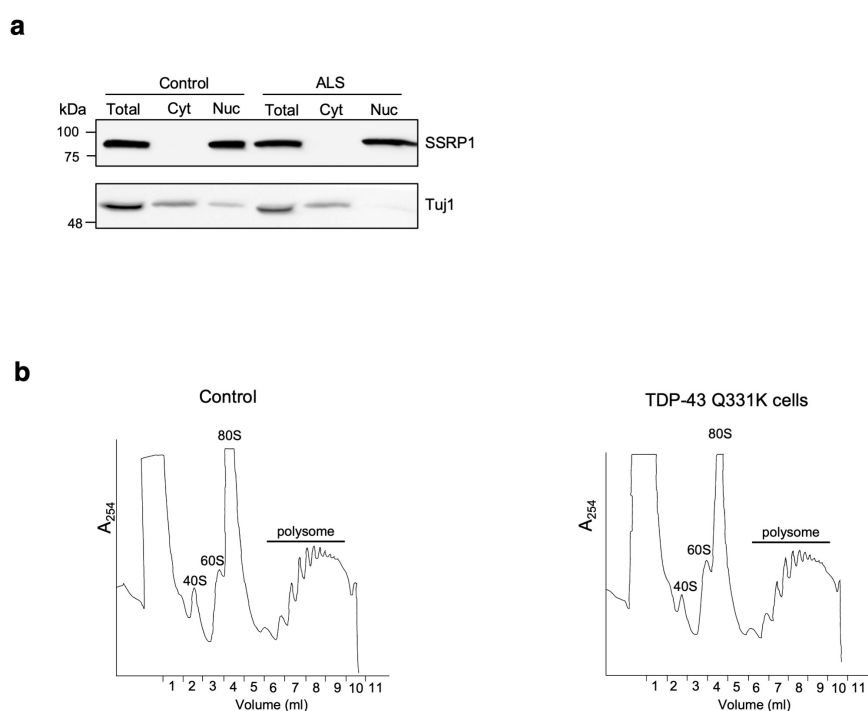 a
Control ALS
kDa Total Cyt Nuc Total Cyt Nuc
100
SSRP1
75
Tuj1
48
b
Control
TDP-43 Q331K cells
80S
80S
polysome
polysome
A254
A254
60S
60S
40S
40S
1 2 3 4 5 6 7 8 9 10 11
1 2 3 4 5 6 7 8 9 10 11
Volume (ml)
Volume (ml)